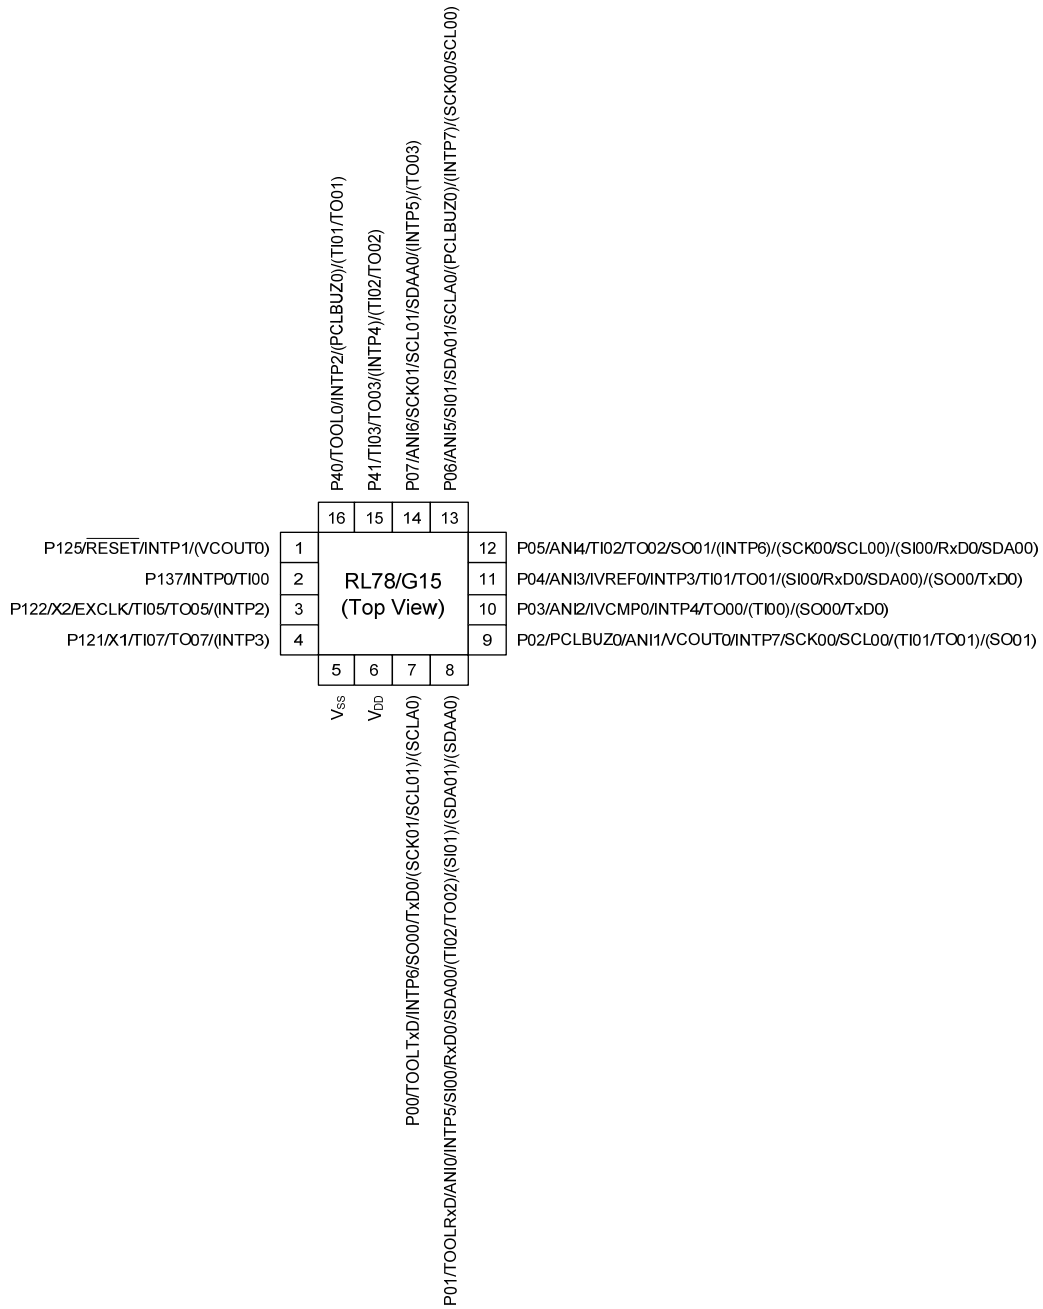 P40/TOOL0/INTP2/(PCLBUZ0)/(TI01/TO01)
P41/TI03/TO03/(INTP4)/(TI02/TO02)
P07/ANI6/SCK01/SCL01/SDAA0/(INTP5)/(TO03)
P06/ANI5/SI01/SDA01/SCLA0/(PCLBUZ0)/(INTP7)/(SCK00/SCL00)
16 15 14 13
P125/RESET/INTP1/(VCOUT0) 1
P137/INTP0/TI00 2
P122/X2/EXCLK/TI05/TO05/(INTP2) 3
P121/X1/TI07/TO07/(INTP3) 4
RL78/G15
(Top View)
12 P05/ANI4/TI02/TO02/SO01/(INTP6)/(SCK00/SCL00)/(SI00/RxD0/SDA00)
11 P04/ANI3/IVREF0/INTP3/TI01/TO01/(SI00/RxD0/SDA00)/(SO00/TxD0)
10 P03/ANI2/IVCMP0/INTP4/TO00/(TI00)/(SO00/TxD0)
9 P02/PCLBUZ0/ANI1/VCOUT0/INTP7/SCK00/SCL00/(TI01/TO01)/(SO01)
5 6 7 8
VSS
VDD
P00/TOOLTxD/INTP6/SO00/TxD0/(SCK01/SCL01)/(SCLA0)
P01/TOOLRxD/ANI0/INTP5/SI00/RxD0/SDA00/(TI02/TO02)/(SI01)/(SDA01)/(SDAA0)